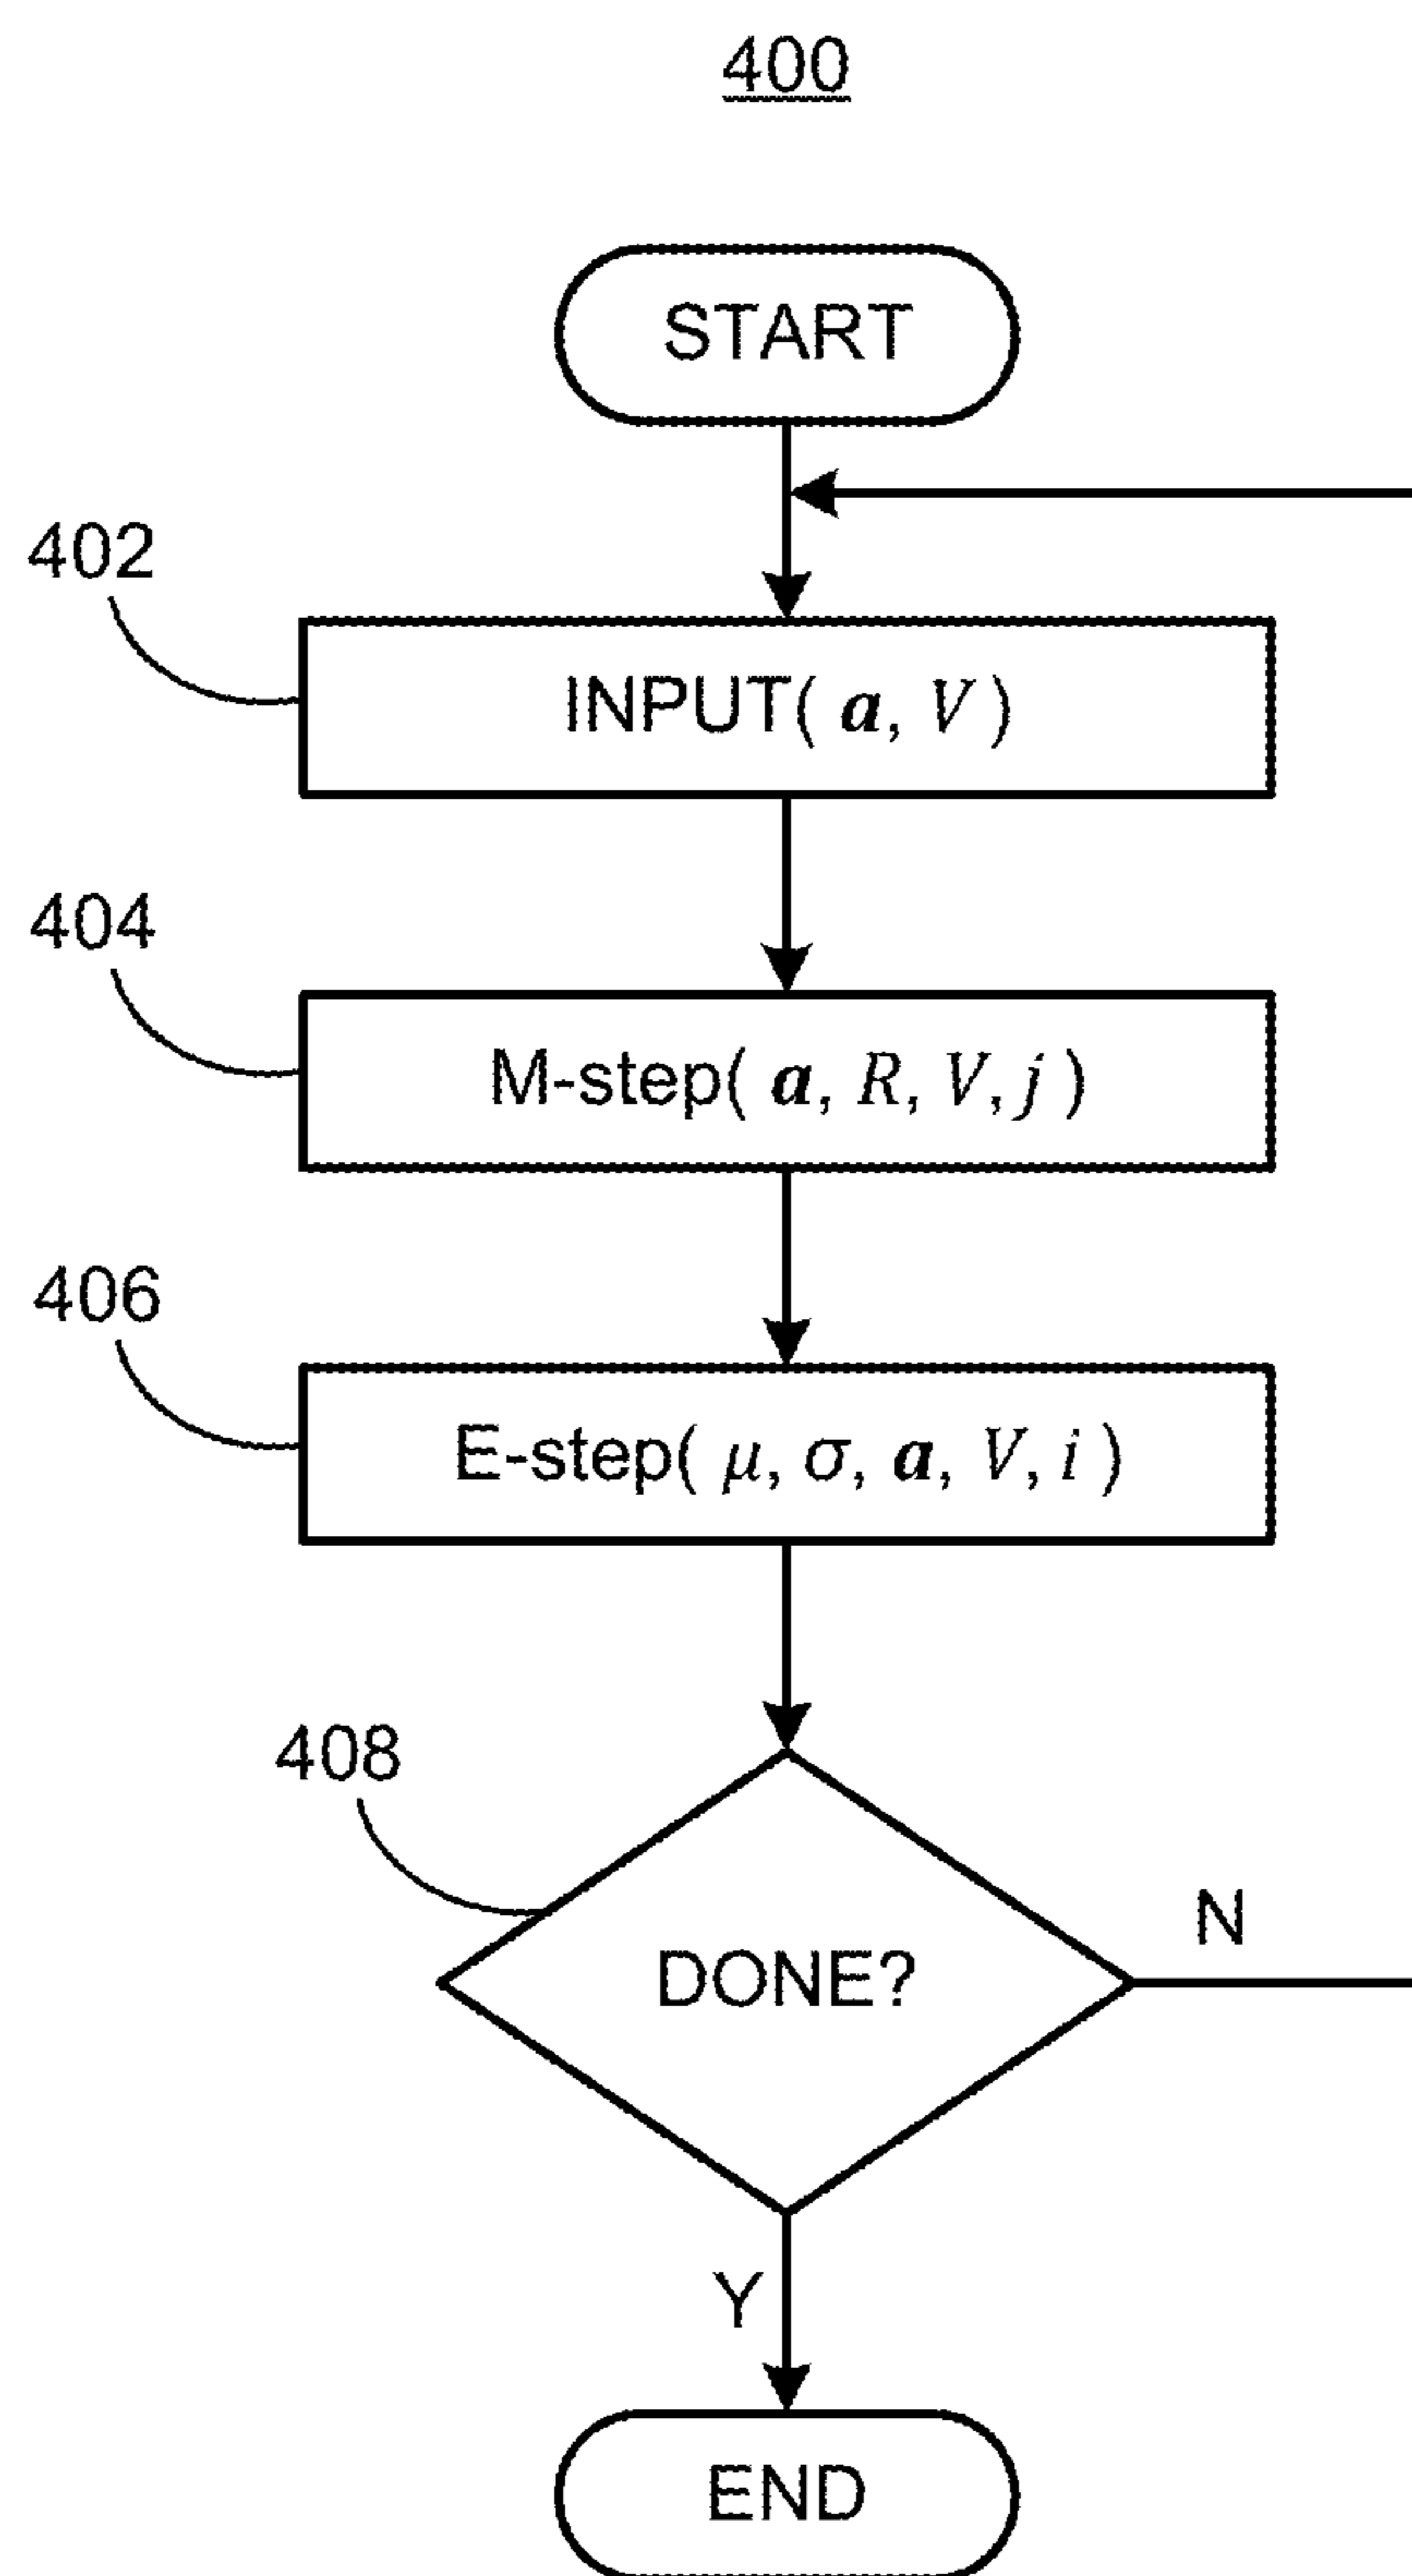 400
START
402
INPUT( a, V )
404
M-step( a, R, V, j )
406
E-step( μ, σ, a, V, i )
408
DONE?
N
Y
END